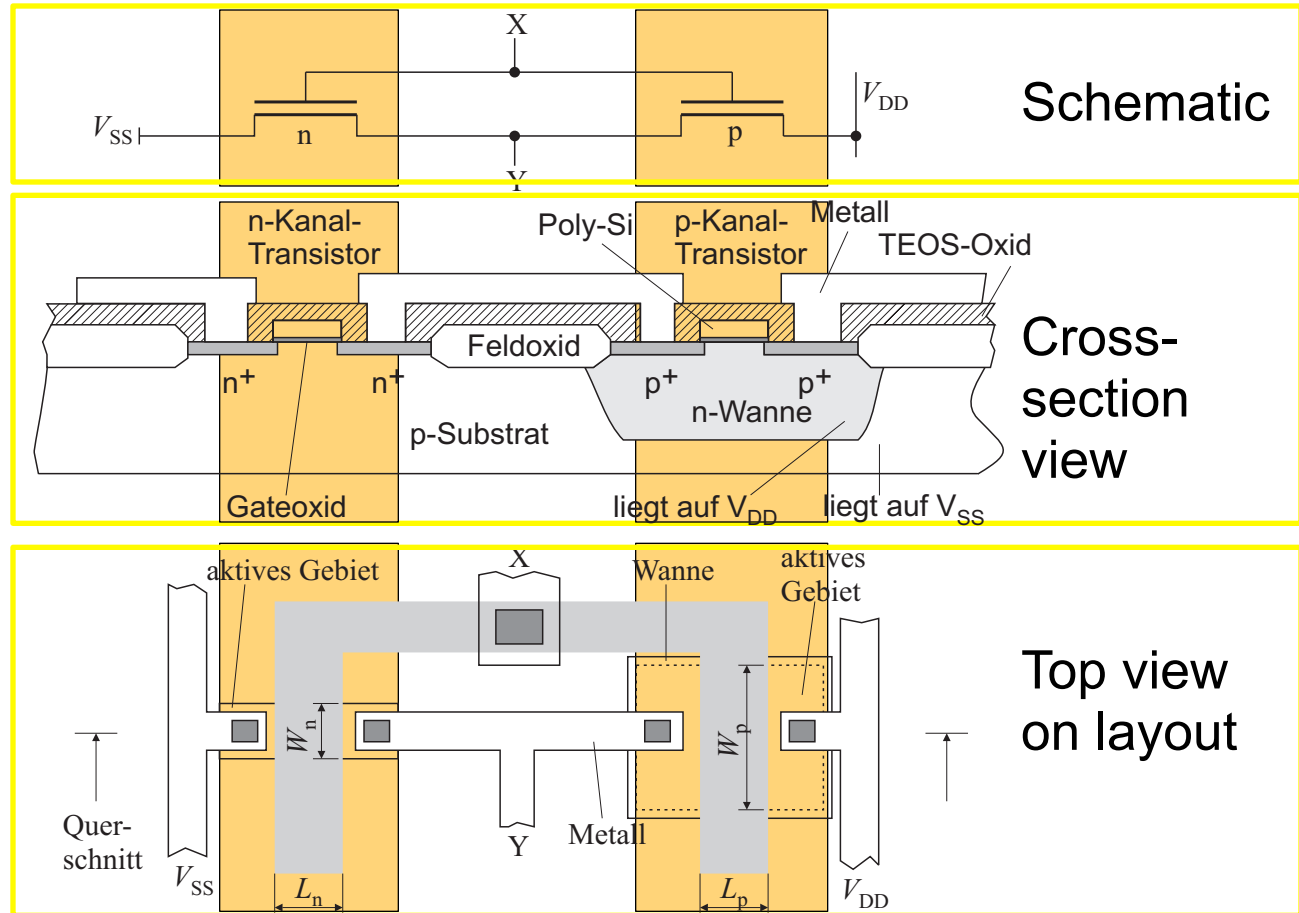 X
V_SS
n
p
V_DD
Y
Schematic
n-Kanal-
Transistor
Poly-Si
p-Kanal-
Transistor
Metall
TEOS-Oxid
Feldoxid
n+
n+
p+
p+
n-Wanne
p-Substrat
Gateoxid
liegt auf V_DD
liegt auf V_SS
Cross-
section
view
aktives Gebiet
X
Wanne
aktives
Gebiet
W_n
W_p
Quer-
schnitt
V_SS
L_n
Y
Metall
L_p
V_DD
Top view
on layout